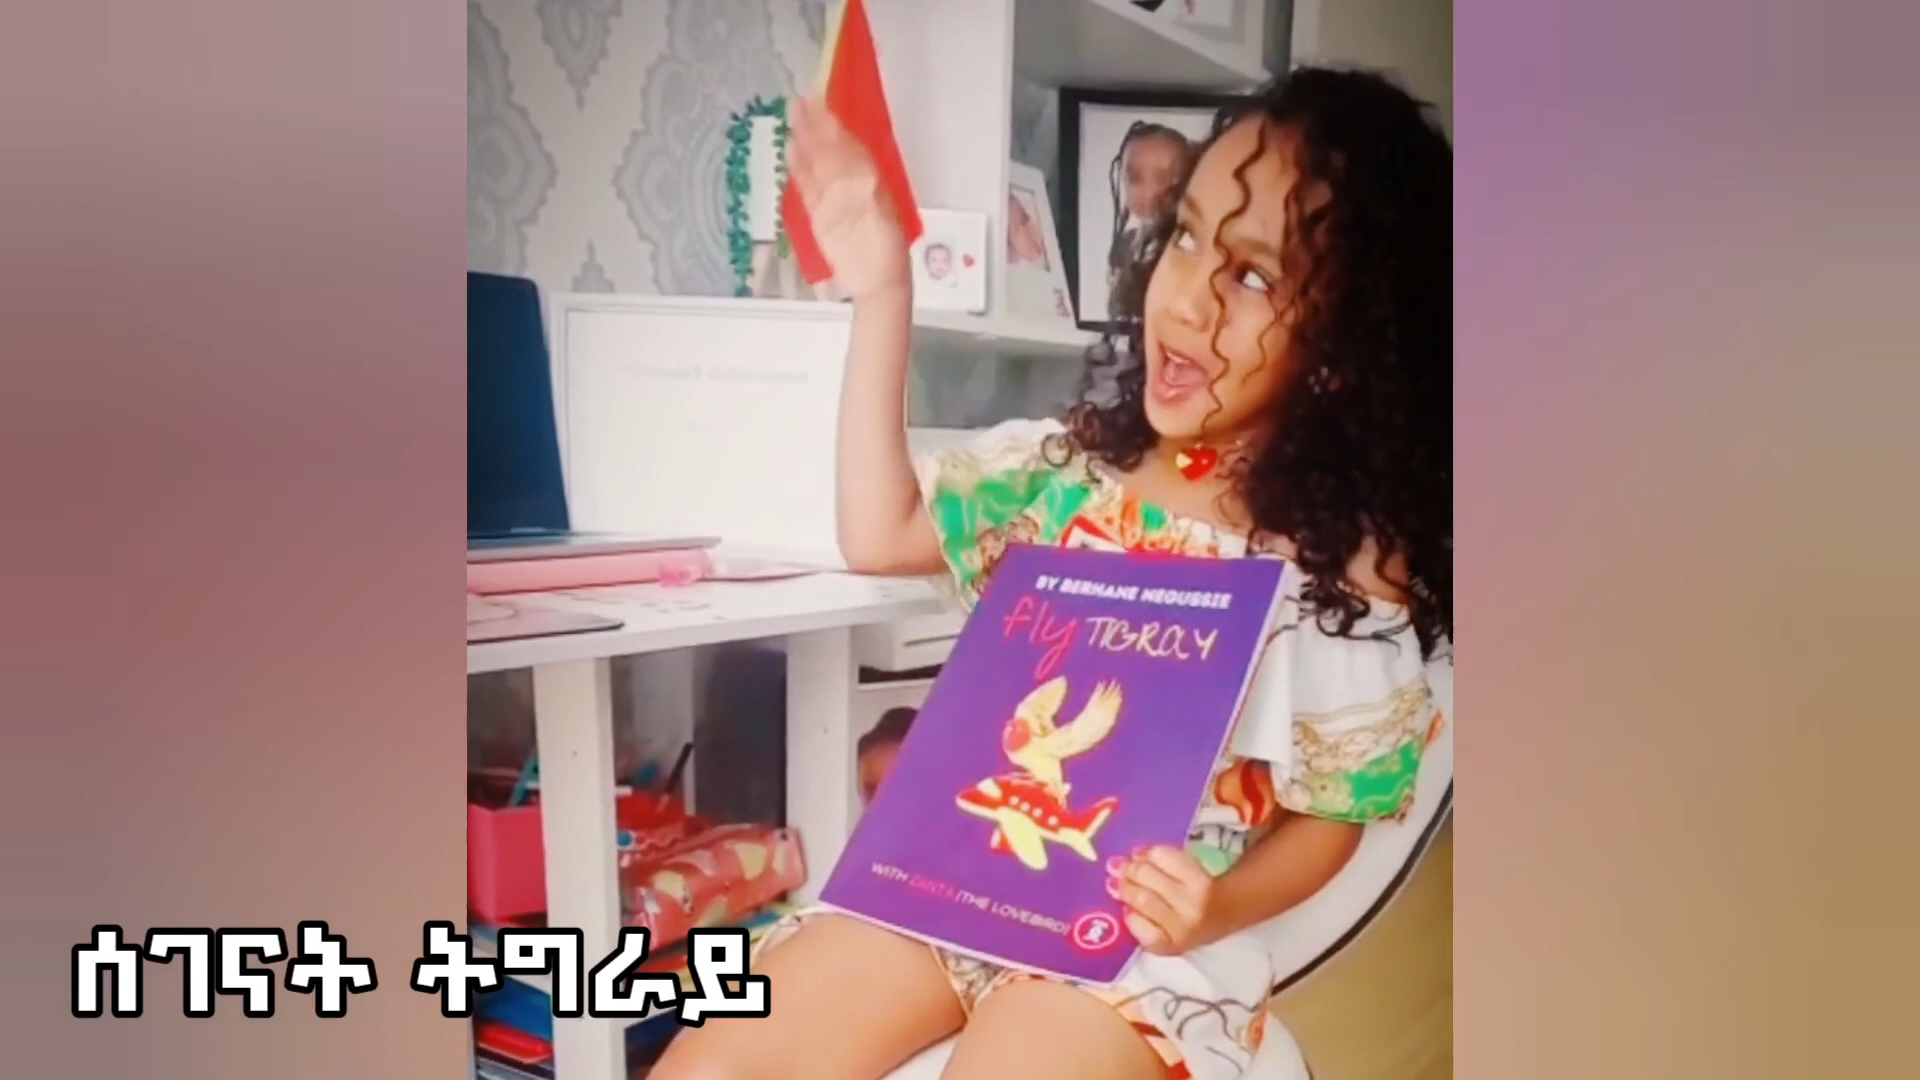 BY BERHANE NEGUSSIE
fly TIGRAY
WITH ZANTA (THE LOVEBIRD)
ሰገናት ትግራይ